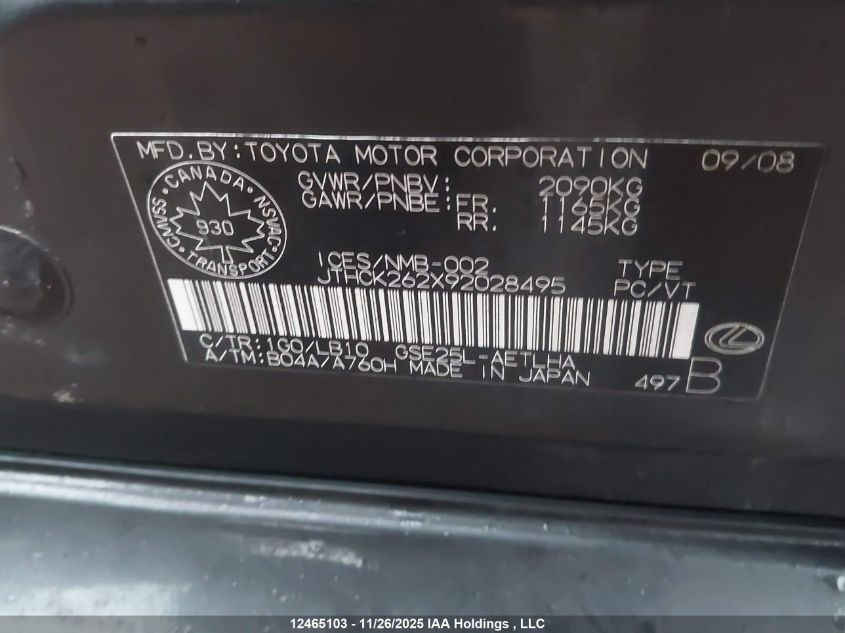 MFD.BY:TOYOTA MOTOR CORPORATION 09/08
GVWR/PNBV: 2090KG
GAWR/PNBE:FR. 1165KG
RR. 1145KG
CANADA
CMVSS 930 NSVAC
TRANSPORT
ICES/NMB-002 TYPE
JTHCK262X92028495 PC/VT
C/TR:1G0/LB10 GSE25L-AETLHA
A/TM:B04A/A760H MADE IN JAPAN 497 B
12465103 - 11/26/2025 IAA Holdings , LLC